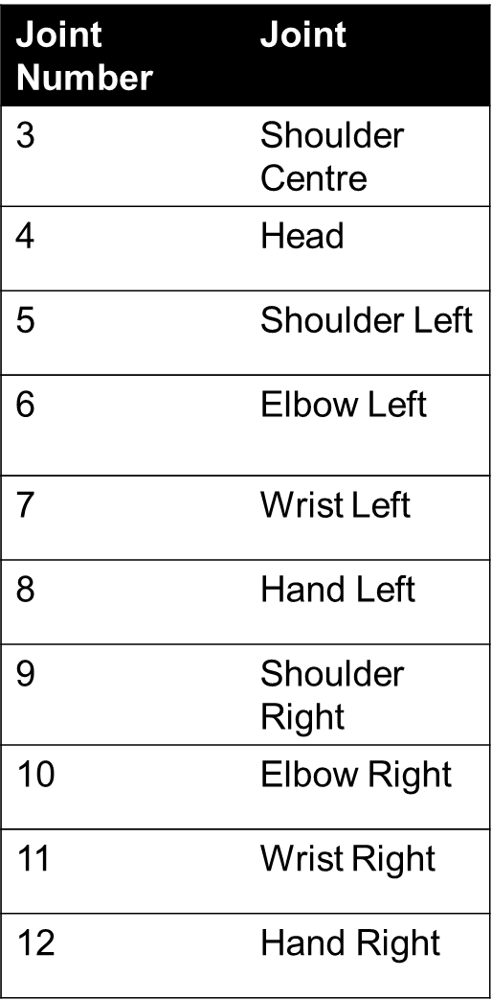 Joint Number Joint
3 Shoulder Centre
4 Head
5 Shoulder Left
6 Elbow Left
7 Wrist Left
8 Hand Left
9 Shoulder Right
10 Elbow Right
11 Wrist Right
12 Hand Right